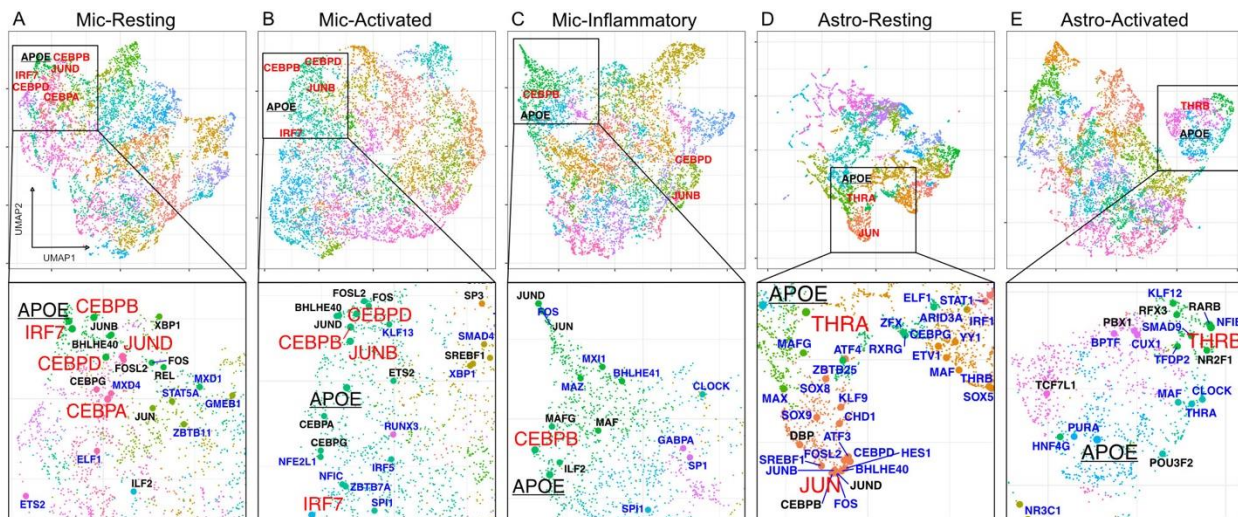 A Mic-Resting
B Mic-Activated
C Mic-Inflammatory
D Astro-Resting
E Astro-Activated
APOE CEBPB
IRF7 JUND
CEBPD
CEBPA
UMAP2
UMAP1
CEBPB CEBPD
JUNB
APOE
IRF7
CEBPB
APOE
CEBPD
JUNB
APOE
THRA
JUN
THRB
APOE
APOE
CEBPB
IRF7
JUNB
XBP1
BHLHE40
JUND
CEBPD
FOSL2
FOS
REL
CEBPG
MXD4
MXD1
STAT5A
GMEB1
CEBPA
JUN
ZBTB11
ELF1
ILF2
ETS2
FOSL2
FOS
SP3
BHLHE40
CEBPD
JUND
KLF13
SMAD4
CEBPB
JUNB
SREBF1
XBP1
ETS2
APOE
CEBPA
RUNX3
CEBPG
NFE2L1
IRF5
NFIC
ZBTB7A
SPI1
IRF7
JUND
FOS
JUN
MXI1
BHLHE41
MAZ
CLOCK
MAFG
MAF
CEBPB
GABPA
ILF2
SP1
APOE
SPI1
APOE
ELF1
STAT1
THRA
ZFX
ARID3A
IRF1
MAFG
CEBPG
YY1
ATF4
RXRG
ETV1
ZBTB25
MAF
SOX8
THRB
MAX
KLF9
SOX5
SOX9
CHD1
DBP
ATF3
FOSL2
CEBPD
HES1
SREBF1
JUNB
BHLHE40
JUN
JUND
CEBPB
FOS
KLF12
RARB
PBX1
RFX3
NFIB
SMAD9
BPTF
CUX1
THRB
TFDP2
NR2F1
TCF7L1
MAF
CLOCK
THRA
PURA
HNF4G
APOE
POU3F2
NR3C1